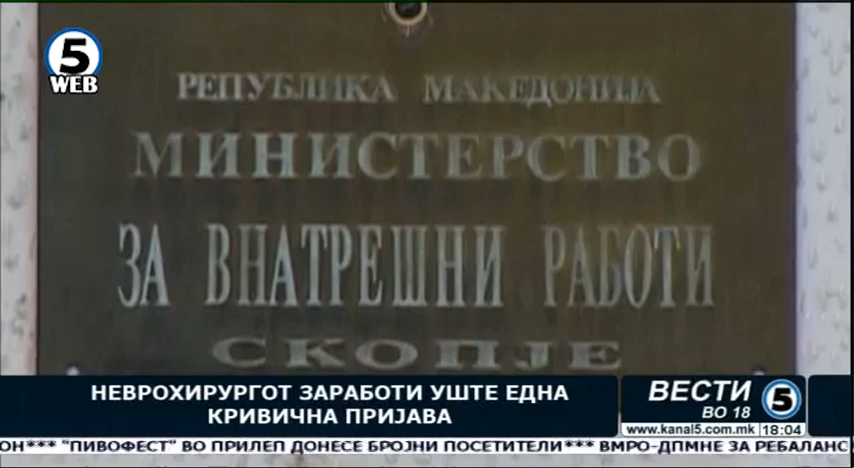 5
WEB
РЕПУБЛИКА МАКЕДОНИЈА
МИНИСТЕРСТВО
ЗА ВНАТРЕШНИ РАБОТИ
СКОПЈЕ
НЕВРОХИРУРГОТ ЗАРАБОТИ УШТЕ ЕДНА
КРИВИЧНА ПРИЈАВА
ВЕСТИ
ВО 18
5
www.kanal5.com.mk
18:04
ОН*** "ПИВОФЕСТ" ВО ПРИЛЕП ДОНЕСЕ БРОЈНИ ПОСЕТИТЕЛИ*** ВМРО-ДПМНЕ ЗА РЕБАЛАНС